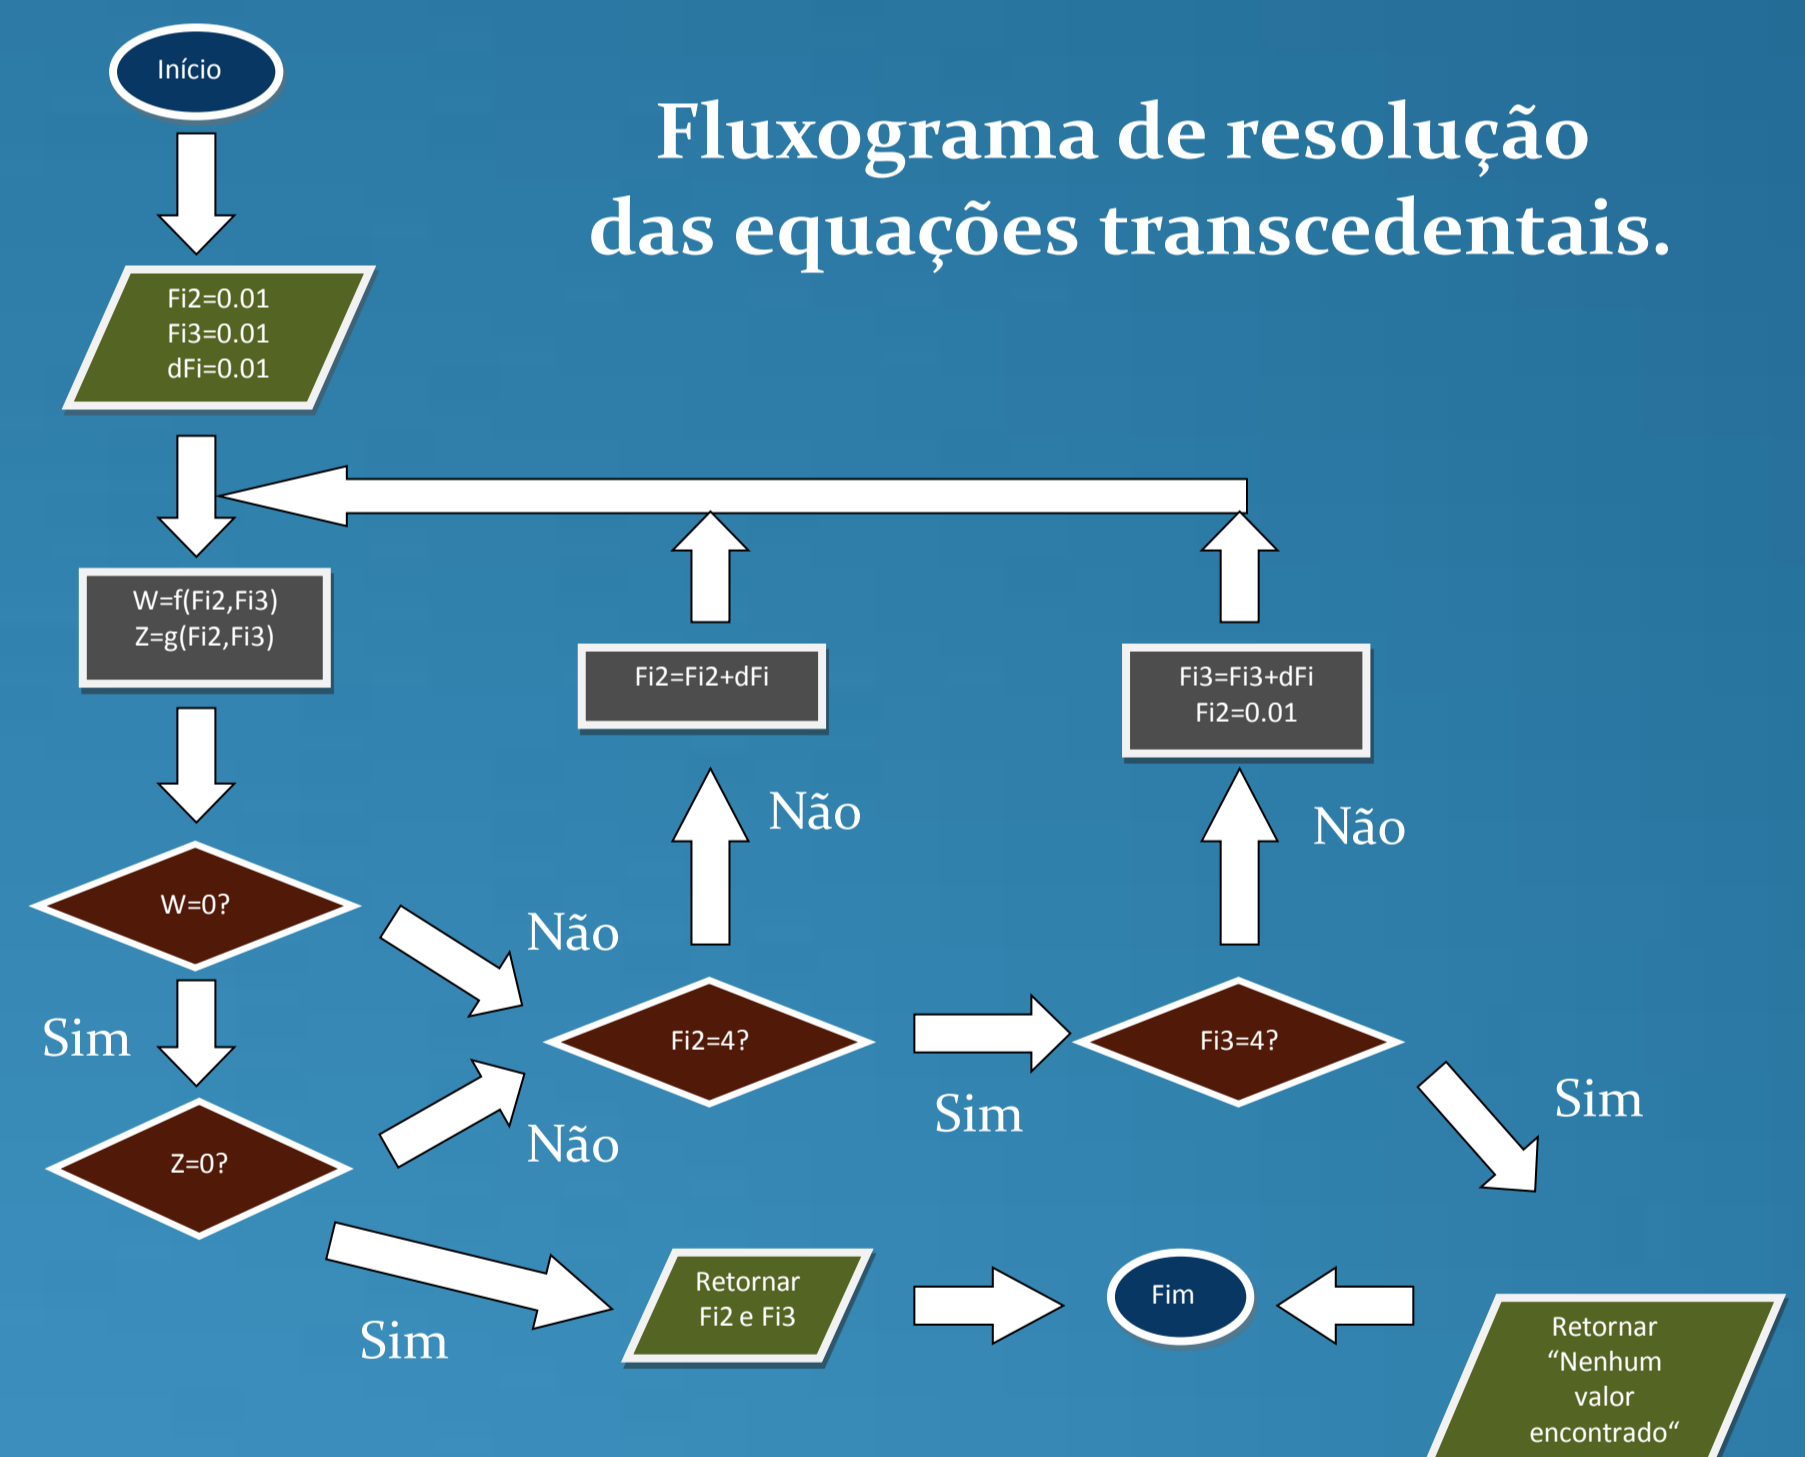 Início
Fluxograma de resolução
das equações transcedentais.
Fi2=0.01
Fi3=0.01
dFi=0.01
W=f(Fi2,Fi3)
Z=g(Fi2,Fi3)
Fi2=Fi2+dFi
Fi3=Fi3+dFi
Fi2=0.01
Não
Não
W=0?
Não
Sim
Fi2=4?
Fi3=4?
Sim
Sim
Z=0?
Não
Sim
Retornar
Fi2 e Fi3
Fim
Retornar
“Nenhum
valor
encontrado“